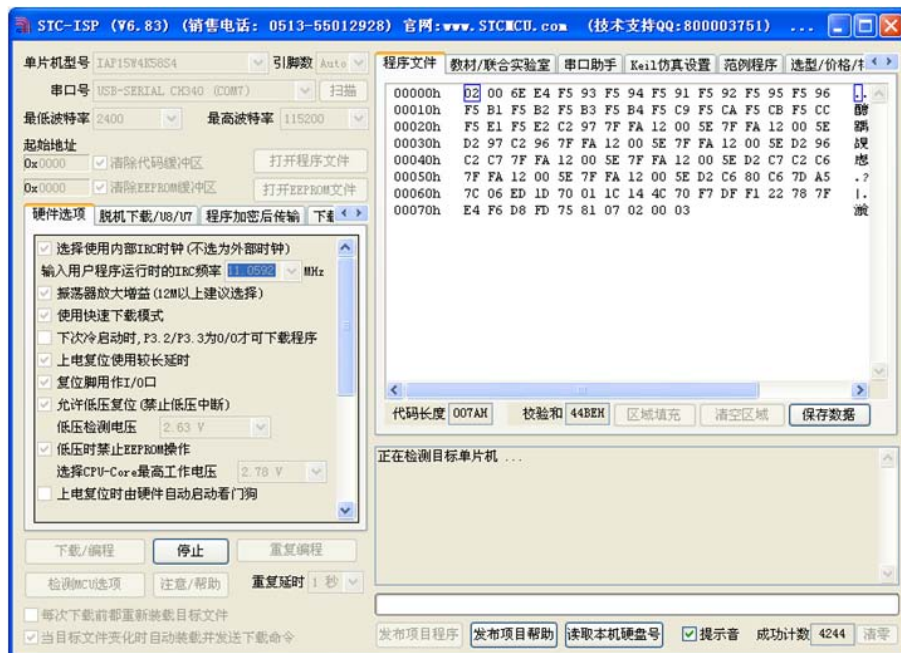 STC-ISP (V6.83) (销售电话: 0513-55012928) 官网:www.STCMCU.com (技术支持QQ:800003751) ...
单片机型号 IAP15W4K58S4 引脚数 Auto
串口号 USB-SERIAL CH340 (COM7) 扫描
最低波特率 2400 最高波特率 115200
起始地址
0x0000 清除代码缓冲区 打开程序文件
0x0000 清除EEPROM缓冲区 打开EEPROM文件
硬件选项 脱机下载/U8/U7 程序加密后传输 下载
选择使用内部IRC时钟(不选为外部时钟)
输入用户程序运行时的IRC频率 11.0592 MHz
振荡器放大增益(12M以上建议选择)
使用快速下载模式
下次冷启动时,P3.2/P3.3为0/0才可下载程序
上电复位使用较长延时
复位脚用作I/O口
允许低压复位(禁止低压中断)
低压检测电压 2.63 V
低压时禁止EEPROM操作
选择CPU-Core最高工作电压 2.78 V
上电复位时由硬件自动启动看门狗
下载/编程 停止 重复编程
检测MCU选项 注意/帮助 重复延时 1 秒
每次下载前都重新装载目标文件
当目标文件变化时自动装载并发送下载命令
程序文件 教材/联合实验室 串口助手 Keil仿真设置 范例程序 选型/价格/样
00000h 02 00 6E E4 F5 93 F5 94 F5 91 F5 92 F5 95 F5 96 ..
00010h F5 B1 F5 B2 F5 B3 F5 B4 F5 C9 F5 CA F5 CB F5 CC
00020h F5 E1 F5 E2 C2 97 7F FA 12 00 5E 7F FA 12 00 5E
00030h D2 97 C2 96 7F FA 12 00 5E 7F FA 12 00 5E D2 96
00040h C2 C7 7F FA 12 00 5E 7F FA 12 00 5E D2 C7 C2 C6
00050h 7F FA 12 00 5E 7F FA 12 00 5E D2 C6 80 C6 7D A5 .?
00060h 7C 06 ED 1D 70 01 1C 14 4C 70 F7 DF F1 22 78 7F |.
00070h E4 F6 D8 FD 75 81 07 02 00 03
代码长度 007AH 校验和 44BEH 区域填充 清空区域 保存数据
正在检测目标单片机 ...
发布项目程序 发布项目帮助 读取本机硬盘号 提示音 成功计数 4244 清零